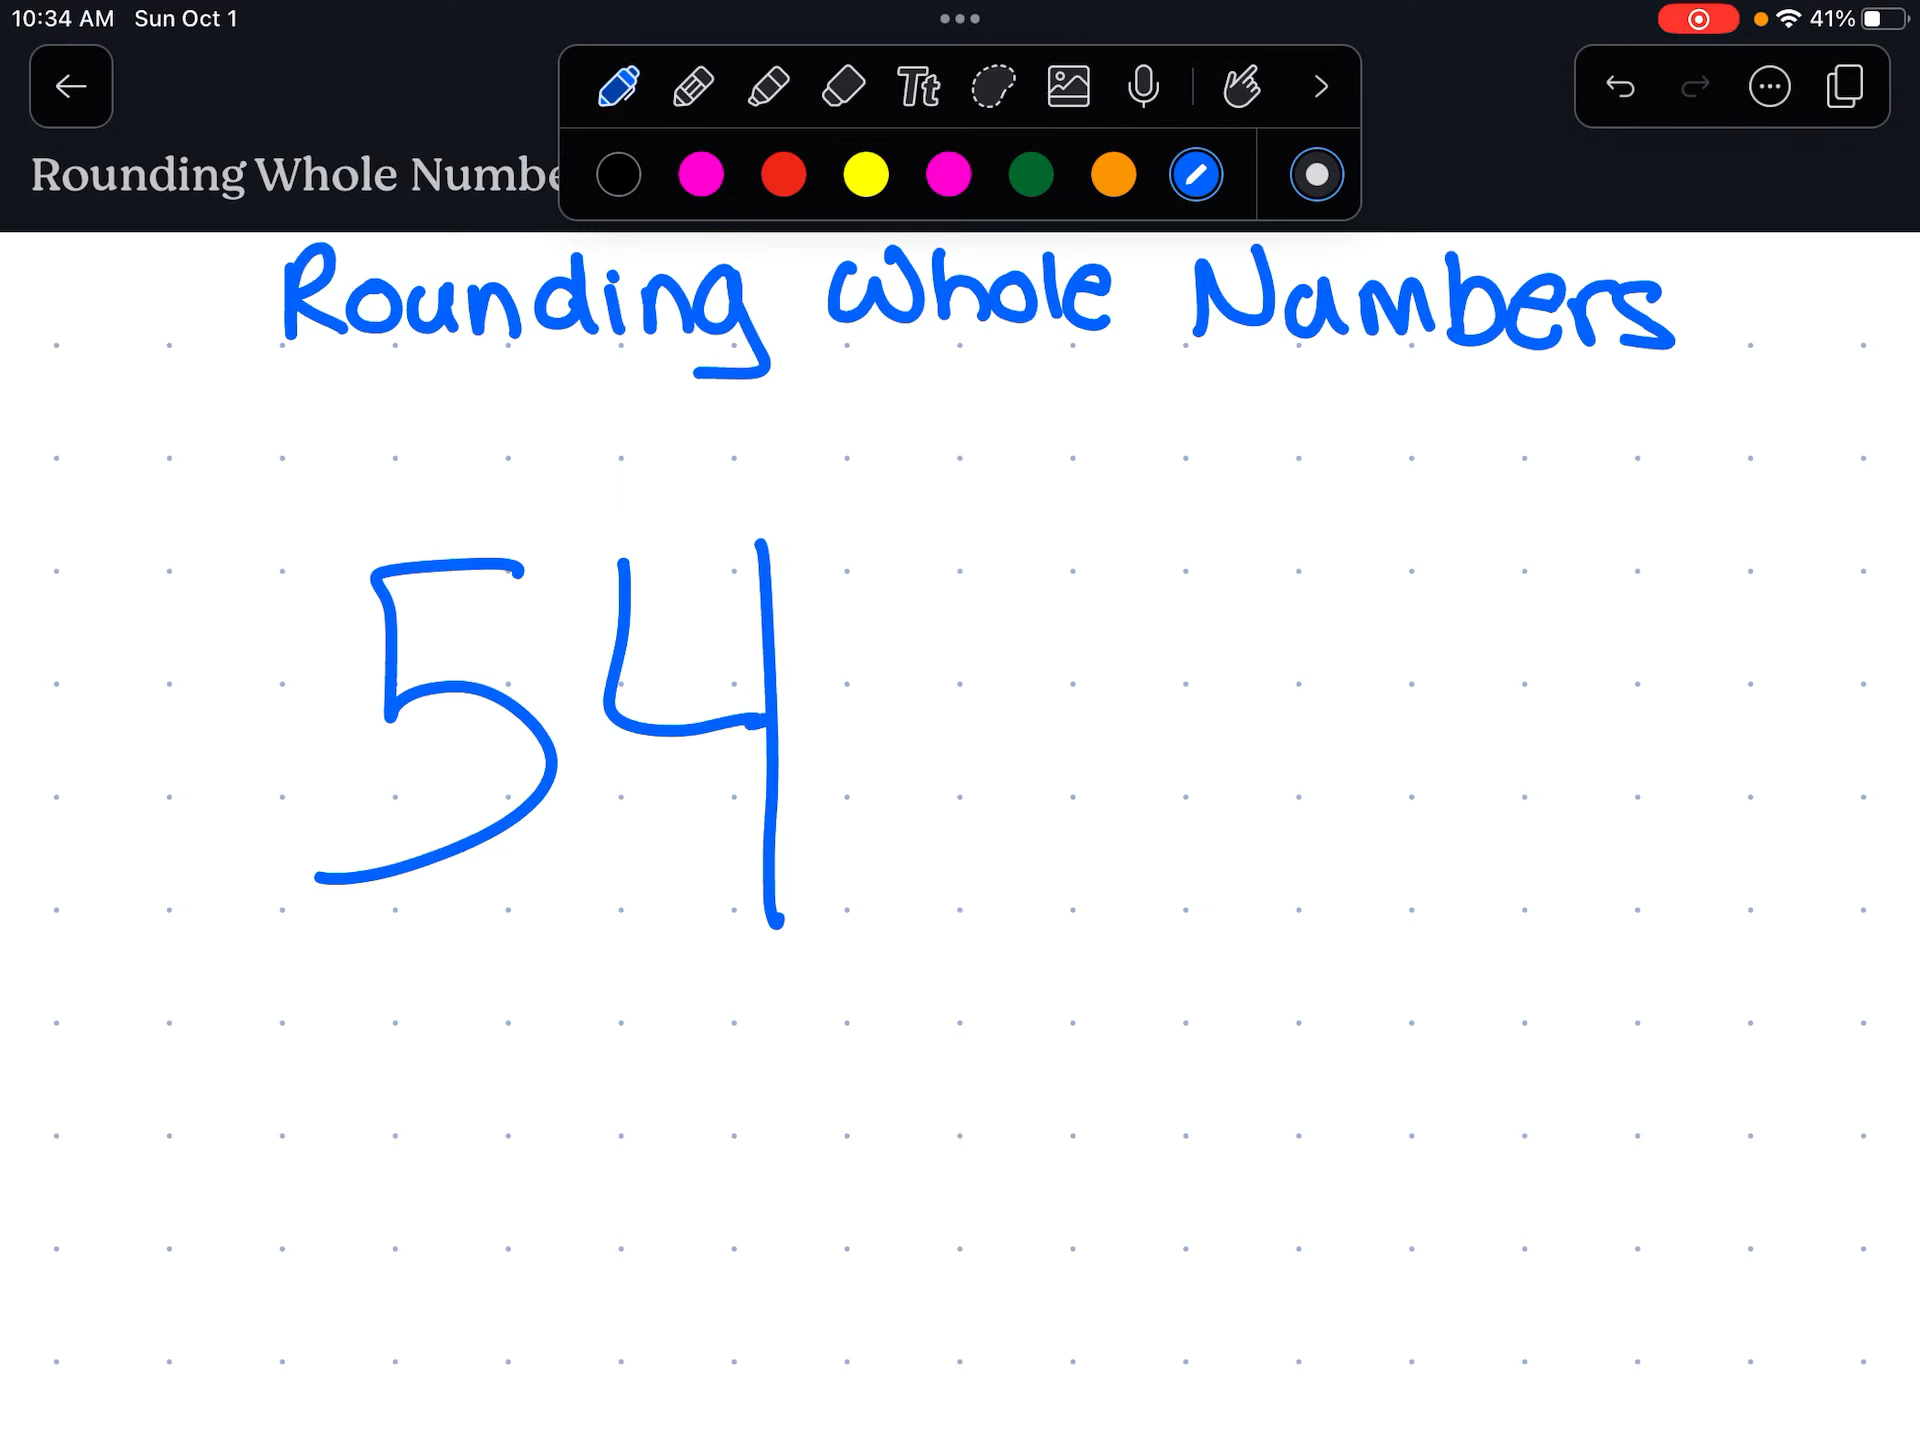 10:34 AM Sun Oct 1
41%
Tt
Rounding Whole Numbe
Rounding Whole Numbers
54